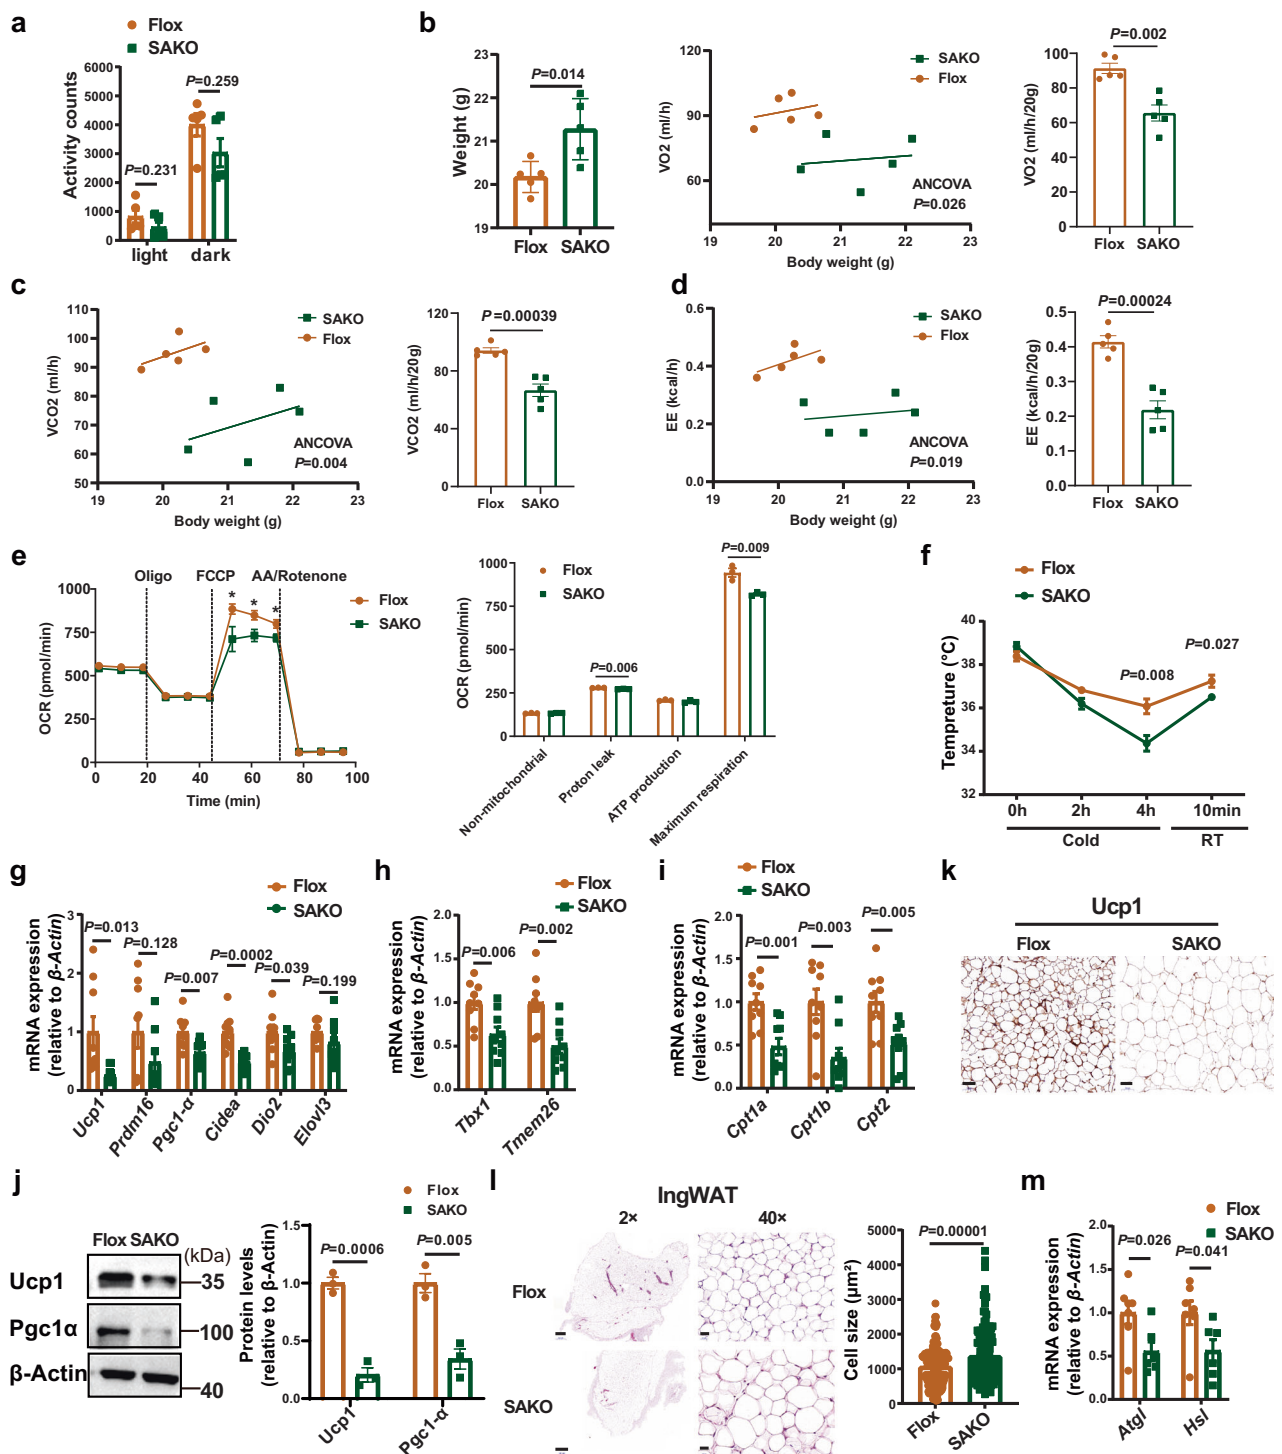 a
Flox
SAKO
Activity counts
6000
5000
4000
3000
2000
1000
0
P=0.231
P=0.259
light
dark
b
Weight (g)
23
22
21
20
19
P=0.014
Flox
SAKO
VO2 (ml/h)
120
90
60
SAKO
Flox
ANCOVA
P=0.026
19
20
21
22
23
Body weight (g)
VO2 (ml/h/20g)
100
80
60
40
20
0
P=0.002
Flox
SAKO
c
VCO2 (ml/h)
110
100
90
80
70
60
50
SAKO
Flox
ANCOVA
P=0.004
19
20
21
22
23
Body weight (g)
VCO2 (ml/h/20g)
120
80
40
0
P=0.00039
Flox
SAKO
d
EE (kcal/h)
0.6
0.4
0.2
0.0
SAKO
Flox
ANCOVA
P=0.019
19
20
21
22
23
Body weight (g)
EE (kcal/h/20g)
0.5
0.4
0.3
0.2
0.1
0.0
P=0.00024
Flox
SAKO
e
OCR (pmol/min)
1000
750
500
250
0
Oligo
FCCP
AA/Rotenone
*
*
*
Flox
SAKO
0
20
40
60
80
100
Time (min)
OCR (pmol/min)
1000
750
500
250
0
Flox
SAKO
P=0.006
P=0.009
Non-mitochondrial
Proton leak
ATP production
Maximum respiration
f
Flox
SAKO
Tempreture (°C)
40
38
36
34
32
P=0.008
P=0.027
0h
2h
4h
10min
Cold
RT
g
Flox
SAKO
mRNA expression
(relative to β-Actin)
3
2
1
0
P=0.013
P=0.128
P=0.007
P=0.0002
P=0.039
P=0.199
Ucp1
Prdm16
Pgc1-α
Cidea
Dio2
Elovl3
h
Flox
SAKO
mRNA expression
(relative to β-Actin)
2.0
1.5
1.0
0.5
0.0
P=0.006
P=0.002
Tbx1
Tmem26
i
Flox
SAKO
mRNA expression
(relative to β-Actin)
2.0
1.5
1.0
0.5
0.0
P=0.001
P=0.003
P=0.005
Cpt1a
Cpt1b
Cpt2
k
Ucp1
Flox
SAKO
j
Flox SAKO
(kDa)
Ucp1
35
Pgc1α
100
β-Actin
40
Flox
SAKO
Protein levels
(relative to β-Actin)
1.5
1.0
0.5
0.0
P=0.0006
P=0.005
Ucp1
Pgc1-α
l
IngWAT
2×
40×
Flox
SAKO
Cell size (μm²)
5000
4000
3000
2000
1000
0
P=0.00001
Flox
SAKO
m
Flox
SAKO
mRNA expression
(relative to β-Actin)
2.0
1.5
1.0
0.5
0.0
P=0.026
P=0.041
Atgl
Hsl